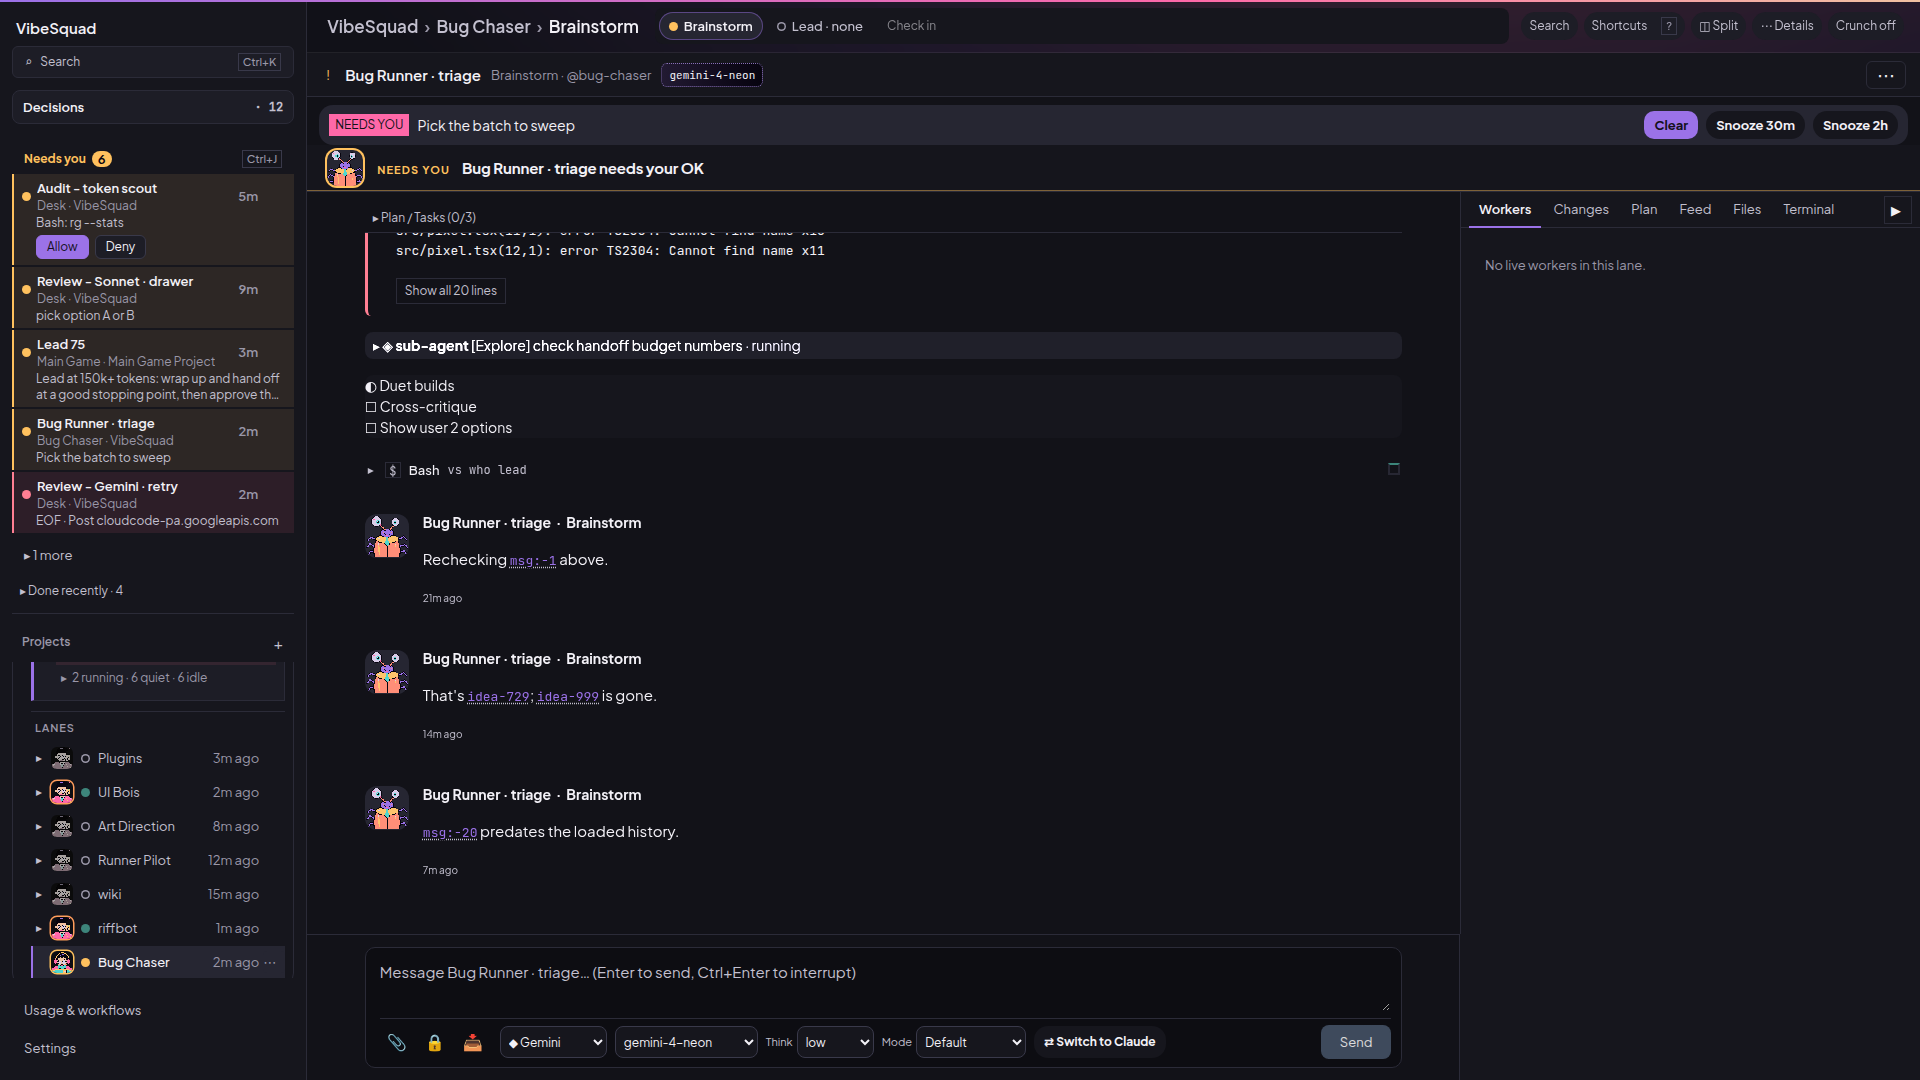 VibeSquad
Search Ctrl+K
Decisions · 12
Needs you 6 Ctrl+J
Audit – token scout 5m
Desk · VibeSquad
Bash: rg --stats
Allow Deny
Review – Sonnet · drawer 9m
Desk · VibeSquad
pick option A or B
Lead 75 3m
Main Game · Main Game Project
Lead at 150k+ tokens: wrap up and hand off
at a good stopping point, then approve th…
Bug Runner · triage 2m
Bug Chaser · VibeSquad
Pick the batch to sweep
Review – Gemini · retry 2m
Desk · VibeSquad
EOF · Post cloudcode-pa.googleapis.com
▸ 1 more
▸ Done recently · 4
Projects +
▸ 2 running · 6 quiet · 6 idle
LANES
▸ Plugins 3m ago
▸ UI Bois 2m ago
▸ Art Direction 8m ago
▸ Runner Pilot 12m ago
▸ wiki 15m ago
▸ riffbot 1m ago
Bug Chaser 2m ago ···
Usage & workflows
Settings
VibeSquad › Bug Chaser › Brainstorm Brainstorm Lead · none Check in Search Shortcuts ? Split ··· Details Crunch off
! Bug Runner · triage Brainstorm · @bug-chaser gemini-4-neon ···
NEEDS YOU Pick the batch to sweep Clear Snooze 30m Snooze 2h
NEEDS YOU Bug Runner · triage needs your OK
▸ Plan / Tasks (0/3)
src/pixel.tsx(12,1): error TS2304: Cannot find name x11
Show all 20 lines
▸ ◈ sub-agent [Explore] check handoff budget numbers · running
◐ Duet builds
☐ Cross-critique
☐ Show user 2 options
▸ $ Bash vs who lead
Bug Runner · triage · Brainstorm
Rechecking msg:-1 above.
21m ago
Bug Runner · triage · Brainstorm
That's idea-729; idea-999 is gone.
14m ago
Bug Runner · triage · Brainstorm
msg:-20 predates the loaded history.
7m ago
Message Bug Runner · triage… (Enter to send, Ctrl+Enter to interrupt)
◆ Gemini gemini-4-neon Think low Mode Default ⇄ Switch to Claude Send
Workers Changes Plan Feed Files Terminal ▶
No live workers in this lane.